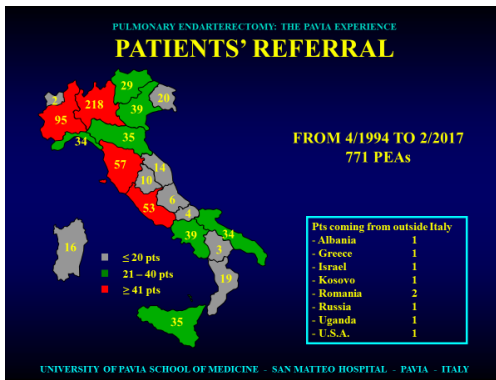 PULMONARY ENDARTERECTOMY: THE PAVIA EXPERIENCE
PATIENTS' REFERRAL
29
2
20
218
39
95
35
34
57
14
10
6
53
4
39
34
3
16
19
35
FROM 4/1994 TO 2/2017
771 PEAs
≤ 20 pts
21 – 40 pts
≥ 41 pts
Pts coming from outside Italy
- Albania 1
- Greece 1
- Israel 1
- Kosovo 1
- Romania 2
- Russia 1
- Uganda 1
- U.S.A. 1
UNIVERSITY OF PAVIA SCHOOL OF MEDICINE - SAN MATTEO HOSPITAL - PAVIA - ITALY